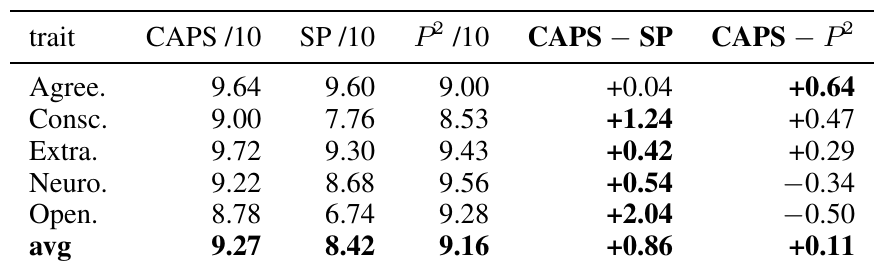 trait CAPS /10 SP /10 P² /10 CAPS − SP CAPS − P²
Agree. 9.64 9.60 9.00 +0.04 +0.64
Consc. 9.00 7.76 8.53 +1.24 +0.47
Extra. 9.72 9.30 9.43 +0.42 +0.29
Neuro. 9.22 8.68 9.56 +0.54 −0.34
Open. 8.78 6.74 9.28 +2.04 −0.50
avg 9.27 8.42 9.16 +0.86 +0.11